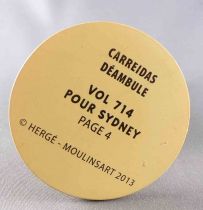 CARREIDAS
DÉAMBULE
VOL 714
POUR SYDNEY
PAGE 4
© HERGÉ - MOULINSART 2013